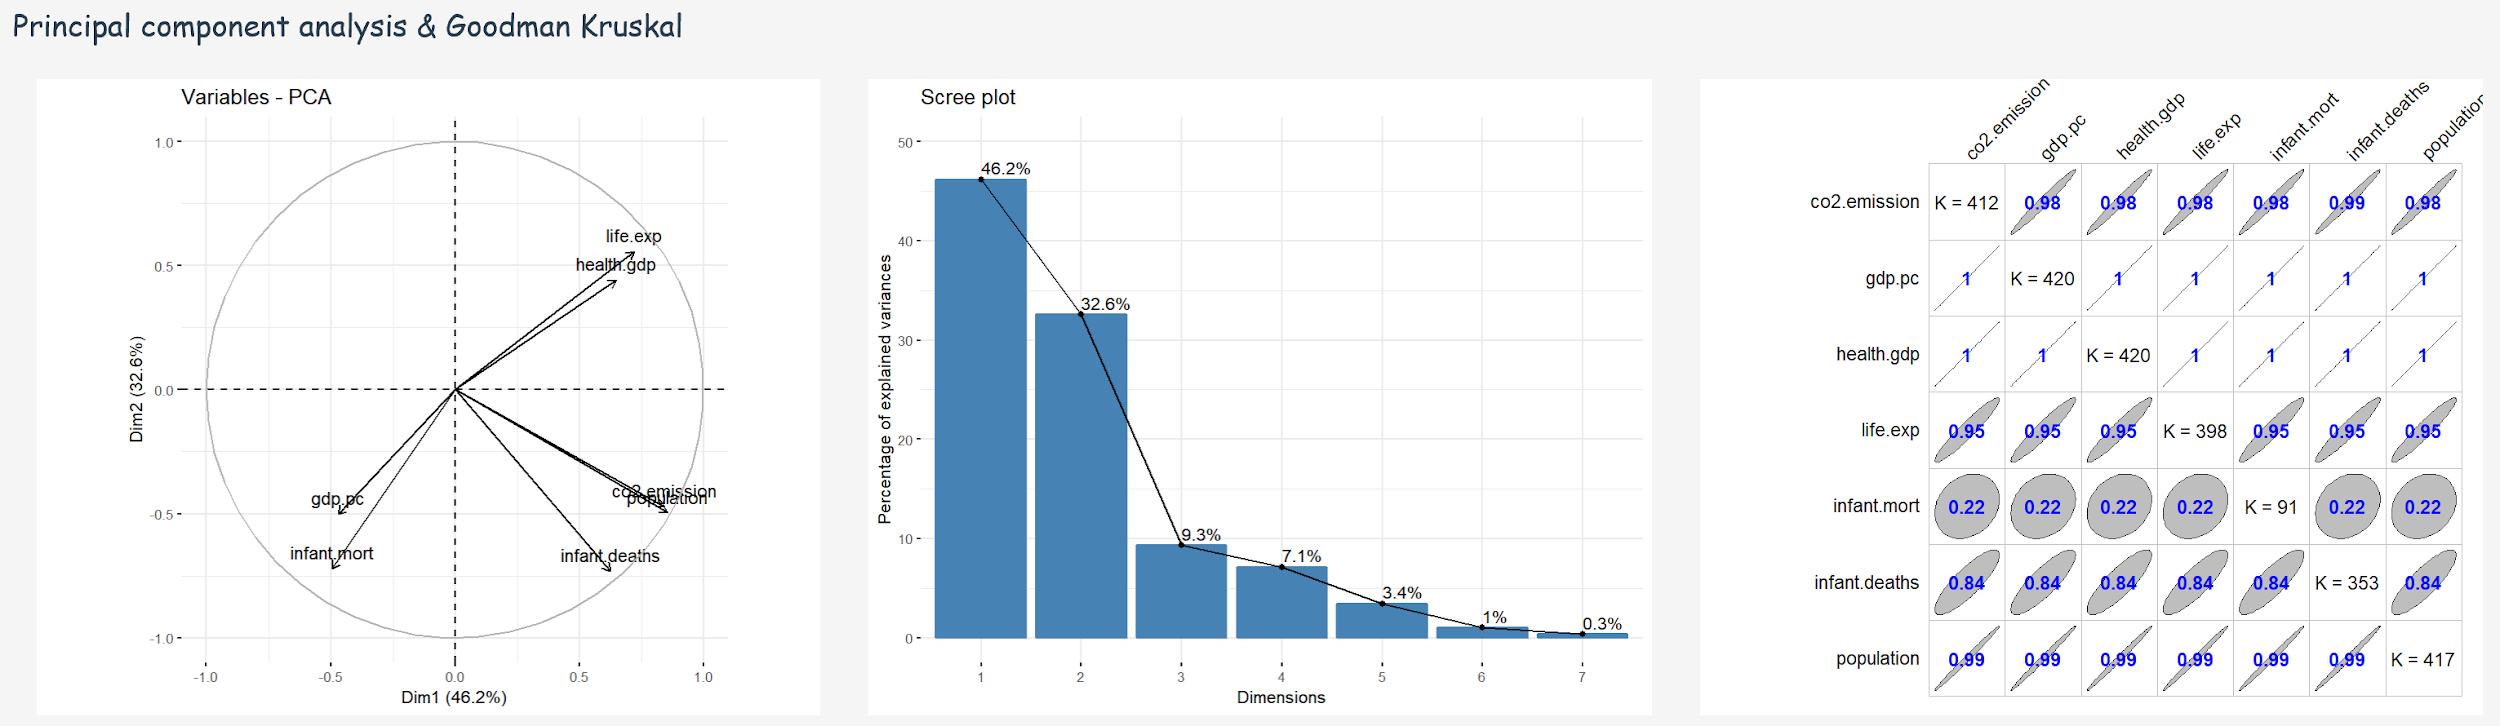 Principal component analysis & Goodman Kruskal
Variables - PCA
1.0
0.5
0.0
-0.5
-1.0
Dim2 (32.6%)
life.exp
health.gdp
gdp.pc
co2.emission
population
infant.mort
infant.deaths
-1.0 -0.5 0.0 0.5 1.0
Dim1 (46.2%)
Scree plot
50
40
30
20
10
0
Percentage of explained variances
46.2%
32.6%
9.3%
7.1%
3.4%
1%
0.3%
1 2 3 4 5 6 7
Dimensions
co2.emission gdp.pc health.gdp life.exp infant.mort infant.deaths population
co2.emission K = 412 0.98 0.98 0.98 0.98 0.99 0.98
gdp.pc 1 K = 420 1 1 1 1 1
health.gdp 1 1 K = 420 1 1 1 1
life.exp 0.95 0.95 0.95 K = 398 0.95 0.95 0.95
infant.mort 0.22 0.22 0.22 0.22 K = 91 0.22 0.22
infant.deaths 0.84 0.84 0.84 0.84 0.84 K = 353 0.84
population 0.99 0.99 0.99 0.99 0.99 0.99 K = 417